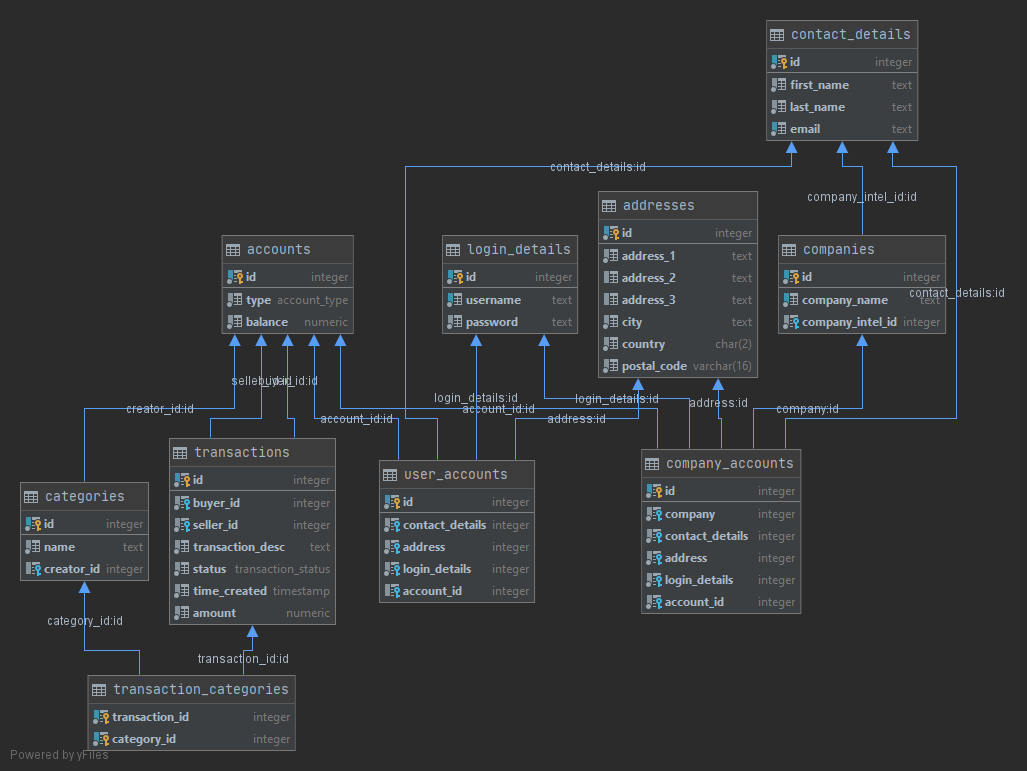 contact_details
id integer
first_name text
last_name text
email text
contact_details:id
company_intel_id:id
addresses
id integer
address_1 text
address_2 text
address_3 text
city text
country char(2)
postal_code varchar(16)
accounts
id integer
type account_type
balance numeric
login_details
id integer
username text
password text
companies
id integer
company_name text
company_intel_id integer
contact_details:id
creator_id:id
account_id:id
login_details:id
account_id:id
address:id
login_details:id
address:id
company:id
categories
id integer
name text
creator_id integer
transactions
id integer
buyer_id integer
seller_id integer
transaction_desc text
status transaction_status
time_created timestamp
amount numeric
user_accounts
id integer
contact_details integer
address integer
login_details integer
account_id integer
company_accounts
id integer
company integer
contact_details integer
address integer
login_details integer
account_id integer
category_id:id
transaction_id:id
transaction_categories
transaction_id integer
category_id integer
Powered by yFiles